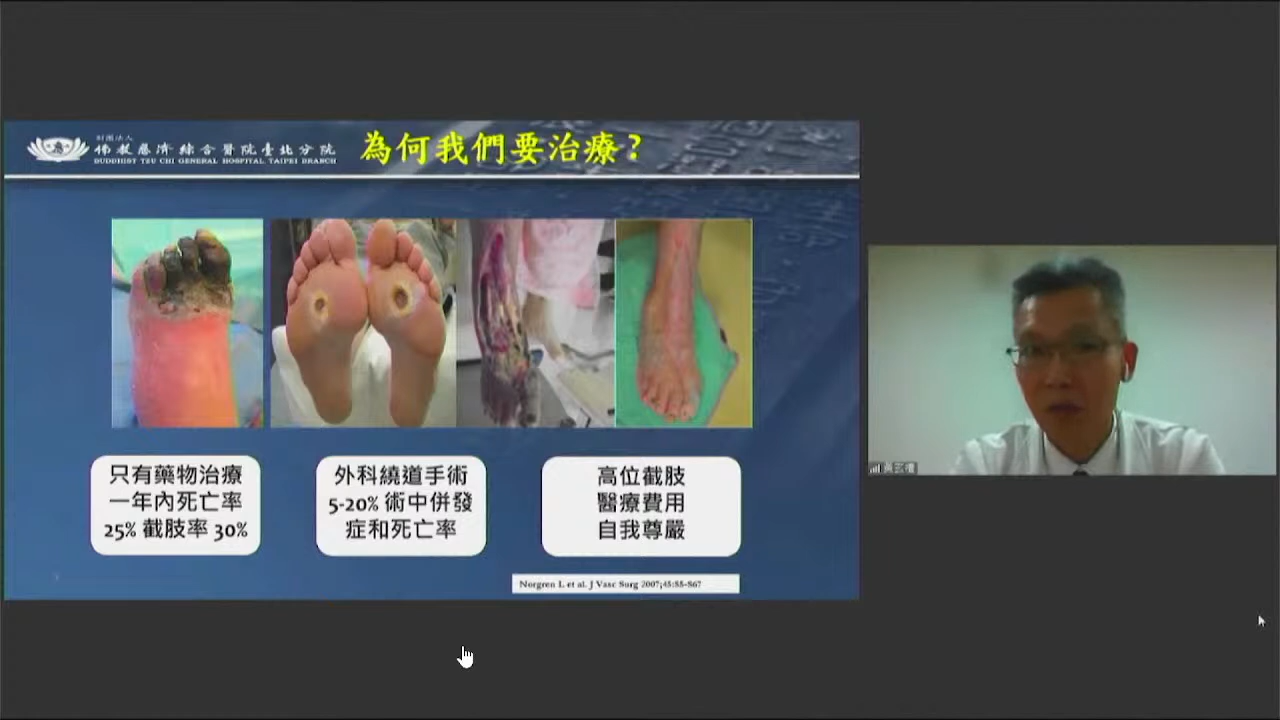 財團法人
佛教慈濟綜合醫院臺北分院
BUDDHIST TZU CHI GENERAL HOSPITAL TAIPEI BRANCH
為何我們要治療？
只有藥物治療
一年內死亡率
25% 截肢率 30%
外科繞道手術
5-20% 術中併發
症和死亡率
高位截肢
醫療費用
自我尊嚴
Norgren L et al. J Vasc Surg 2007;45:S5-S67